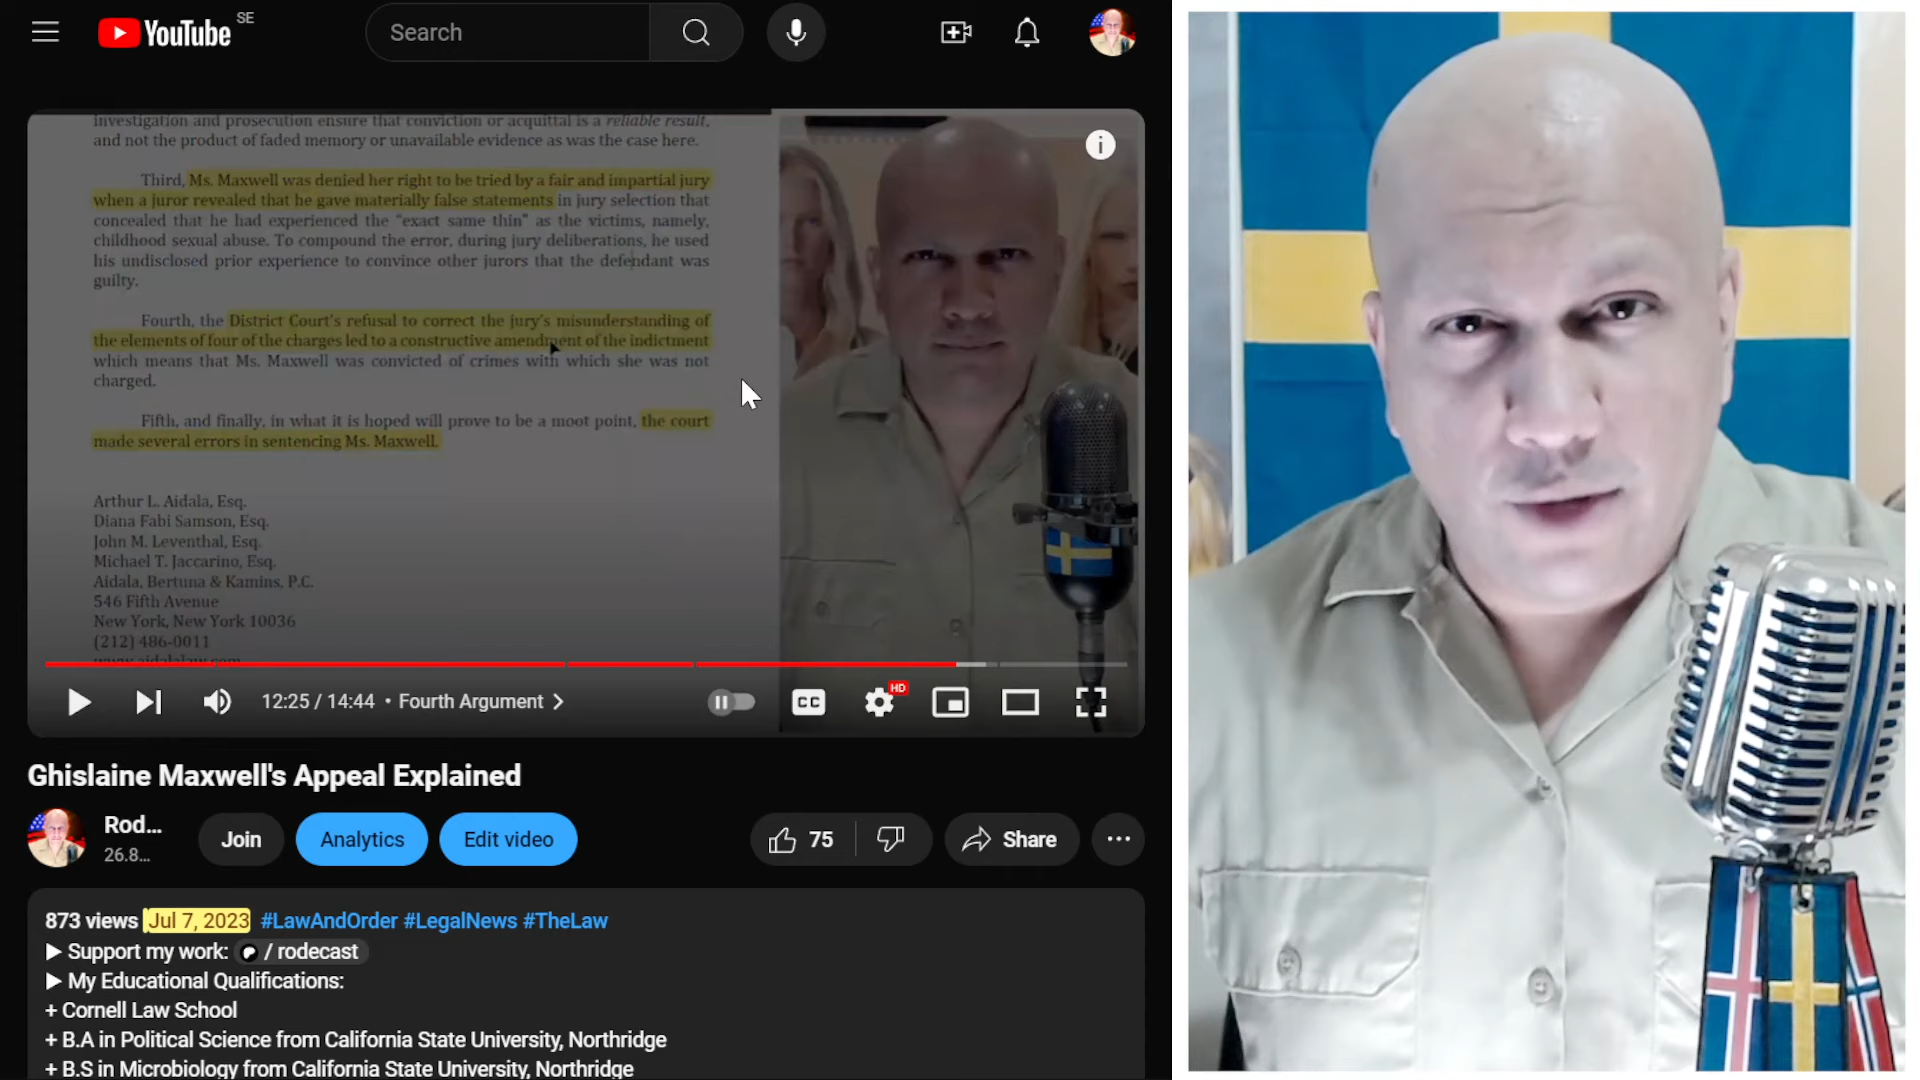 YouTube SE
Search
investigation and prosecution ensure that conviction or acquittal is a reliable result,
and not the product of faded memory or unavailable evidence as was the case here.
Third, Ms. Maxwell was denied her right to be tried by a fair and impartial jury
when a juror revealed that he gave materially false statements in jury selection that
concealed that he had experienced the “exact same thin” as the victims, namely,
childhood sexual abuse. To compound the error, during jury deliberations, he used
his undisclosed prior experience to convince other jurors that the defendant was
guilty.
Fourth, the District Court’s refusal to correct the jury’s misunderstanding of
the elements of four of the charges led to a constructive amendment of the indictment
which means that Ms. Maxwell was convicted of crimes with which she was not
charged.
Fifth, and finally, in what it is hoped will prove to be a moot point, the court
made several errors in sentencing Ms. Maxwell.
Arthur L. Aidala, Esq.
Diana Fabi Samson, Esq.
John M. Leventhal, Esq.
Michael T. Jaccarino, Esq.
Aidala, Bertuna & Kamins, P.C.
546 Fifth Avenue
New York, New York 10036
(212) 486-0011
www.aidalalaw.com
12:25 / 14:44 • Fourth Argument
CC
HD
Ghislaine Maxwell's Appeal Explained
Rod...
26.8...
Join
Analytics
Edit video
75
Share
873 views Jul 7, 2023 #LawAndOrder #LegalNews #TheLaw
▶ Support my work: / rodecast
▶ My Educational Qualifications:
+ Cornell Law School
+ B.A in Political Science from California State University, Northridge
+ B.S in Microbiology from California State University, Northridge